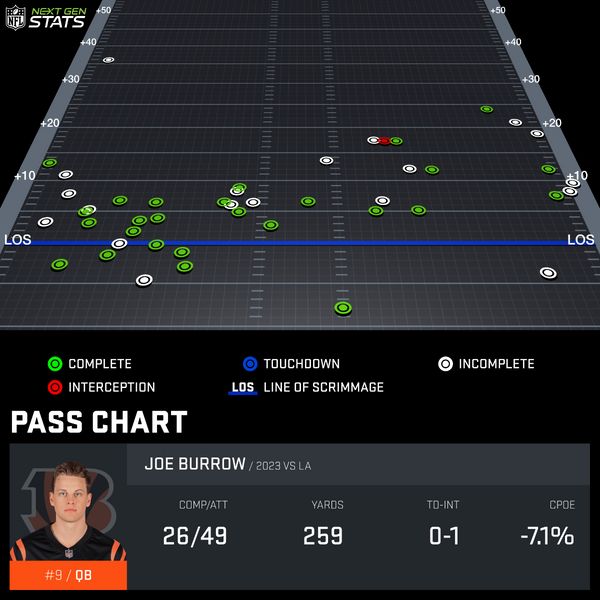 NFL NEXT GEN STATS
+50 +50
+40 +40
+30 +30
+20 +20
+10 +10
LOS LOS
COMPLETE TOUCHDOWN INCOMPLETE
INTERCEPTION LOS LINE OF SCRIMMAGE
PASS CHART
JOE BURROW / 2023 VS LA
COMP/ATT YARDS TD-INT CPOE
26/49 259 0-1 -7.1%
#9 / QB